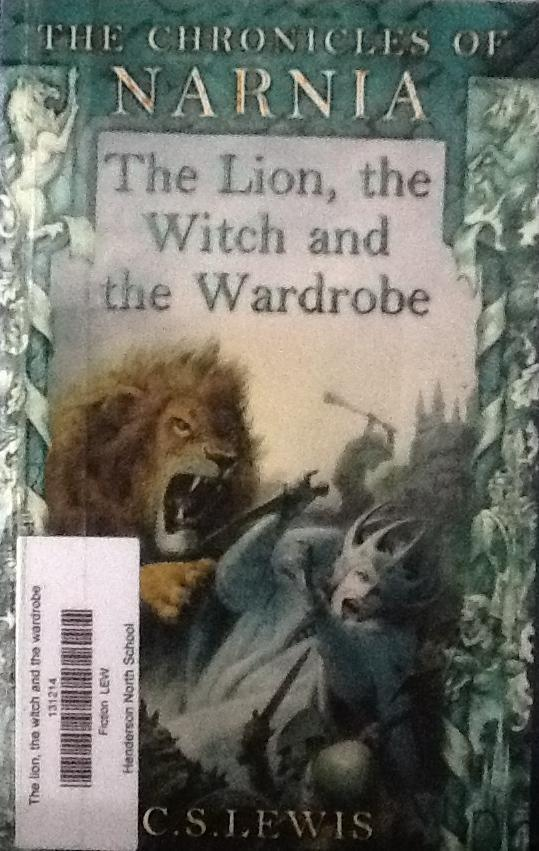 THE CHRONICLES OF
NARNIA
The Lion, the
Witch and
the Wardrobe
The lion, the witch and the wardrobe
131214
Fiction LEW
Henderson North School
C.S.LEWIS